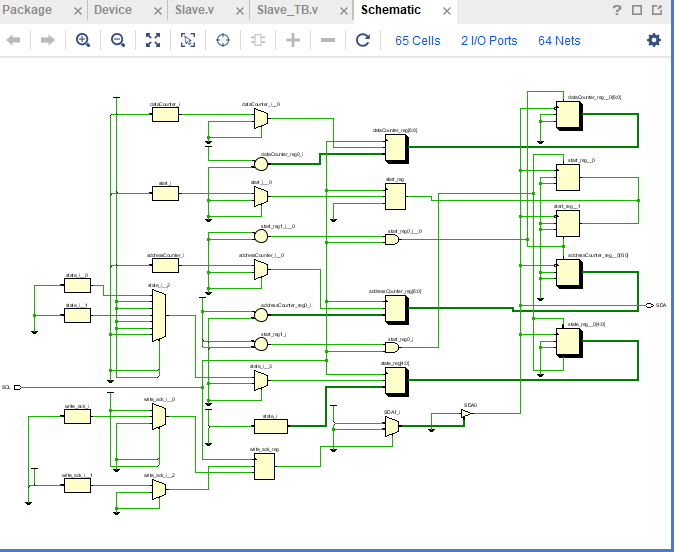 Package
Device
Slave.v
Slave_TB.v
Schematic
65 Cells
2 I/O Ports
64 Nets
dataCounter_i
dataCounter_i__0
dataCounter_reg__0[6:0]
dataCounter_reg[6:0]
dataCounter_reg0_i
start_reg__0
start_i
start_i__0
start_reg
start_reg__1
start_reg1_i__0
start_reg0_i__0
addressCounter_i
addressCounter_i__0
addressCounter_reg__0[6:0]
state_i__0
state_i__2
addressCounter_reg[6:0]
addressCounter_reg0_i
state_i__1
SDA
state_reg__0[4:0]
start_reg1_i
start_reg0_i
state_i__3
state_reg[4:0]
SCL
write_ack_i
write_ack_i__0
state_i
SDA1_i
SDA0
write_ack_reg
write_ack_i__1
write_ack_i__2